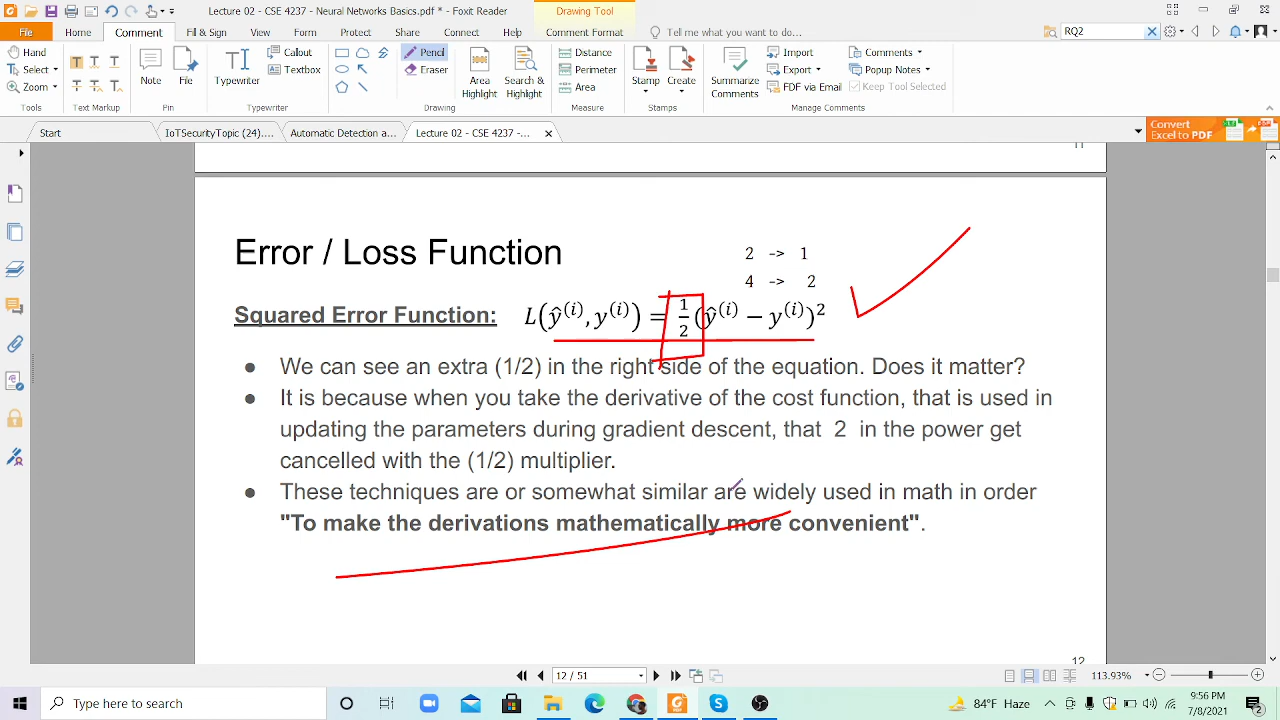 Lecture 02 - CSE 4237 - Neural Networks Basics.pdf * - Foxit Reader
Drawing Tool
File Home Comment Fill & Sign View Form Protect Share Connect Help Comment Format Tell me what you want to do...
RQ2
Hand
Select
Zoom
Tools
Text Markup
Note
File
Pin
Typewriter
Callout
Textbox
Typewriter
Pencil
Eraser
Drawing
Area Highlight
Search & Highlight
Distance
Perimeter
Area
Measure
Stamp
Create
Stamps
Summarize Comments
Import
Export
FDF via Email
Comments
Popup Notes
Keep Tool Selected
Manage Comments
Start
IoTSecurityTopic (24)....
Automatic Detection a...
Lecture 02 - CSE 4237 -...
Convert Excel to PDF
11
Error / Loss Function
2 -> 1
4 -> 2
Squared Error Function: L(ŷ⁽ⁱ⁾, y⁽ⁱ⁾) = 1/2 (ŷ⁽ⁱ⁾ − y⁽ⁱ⁾)²
● We can see an extra (1/2) in the right side of the equation. Does it matter?
● It is because when you take the derivative of the cost function, that is used in
updating the parameters during gradient descent, that 2 in the power get
cancelled with the (1/2) multiplier.
● These techniques are or somewhat similar are widely used in math in order
"To make the derivations mathematically more convenient".
12
12 / 51
113.93%
Type here to search
84°F Haze
9:56 PM
7/8/2021
2